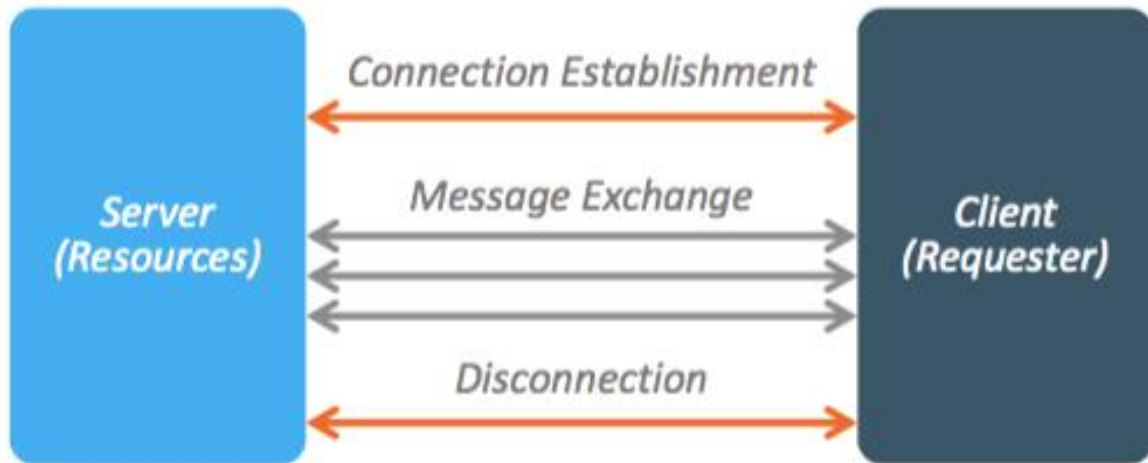 Connection Establishment
Server
(Resources)
Message Exchange
Client
(Requester)
Disconnection